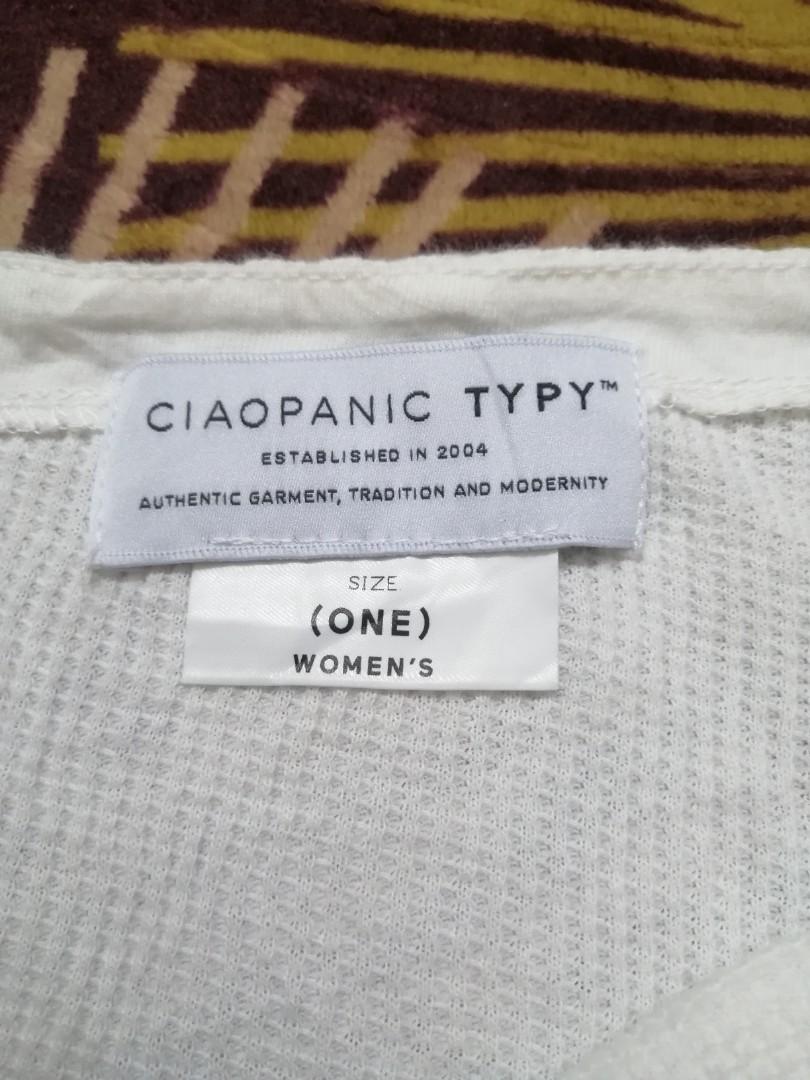 CIAOPANIC TYPY™
ESTABLISHED IN 2004
AUTHENTIC GARMENT, TRADITION AND MODERNITY
SIZE
(ONE)
WOMEN'S